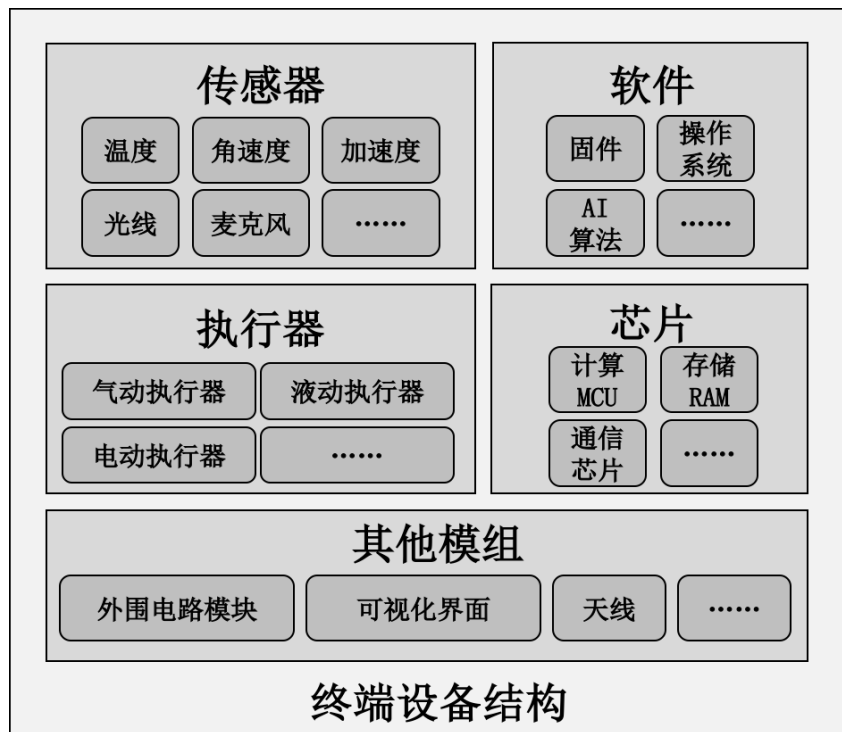 传感器
温度
角速度
加速度
光线
麦克风
……
软件
固件
操作
系统
AI
算法
……
执行器
气动执行器
液动执行器
电动执行器
……
芯片
计算
MCU
存储
RAM
通信
芯片
……
其他模组
外围电路模块
可视化界面
天线
……
终端设备结构